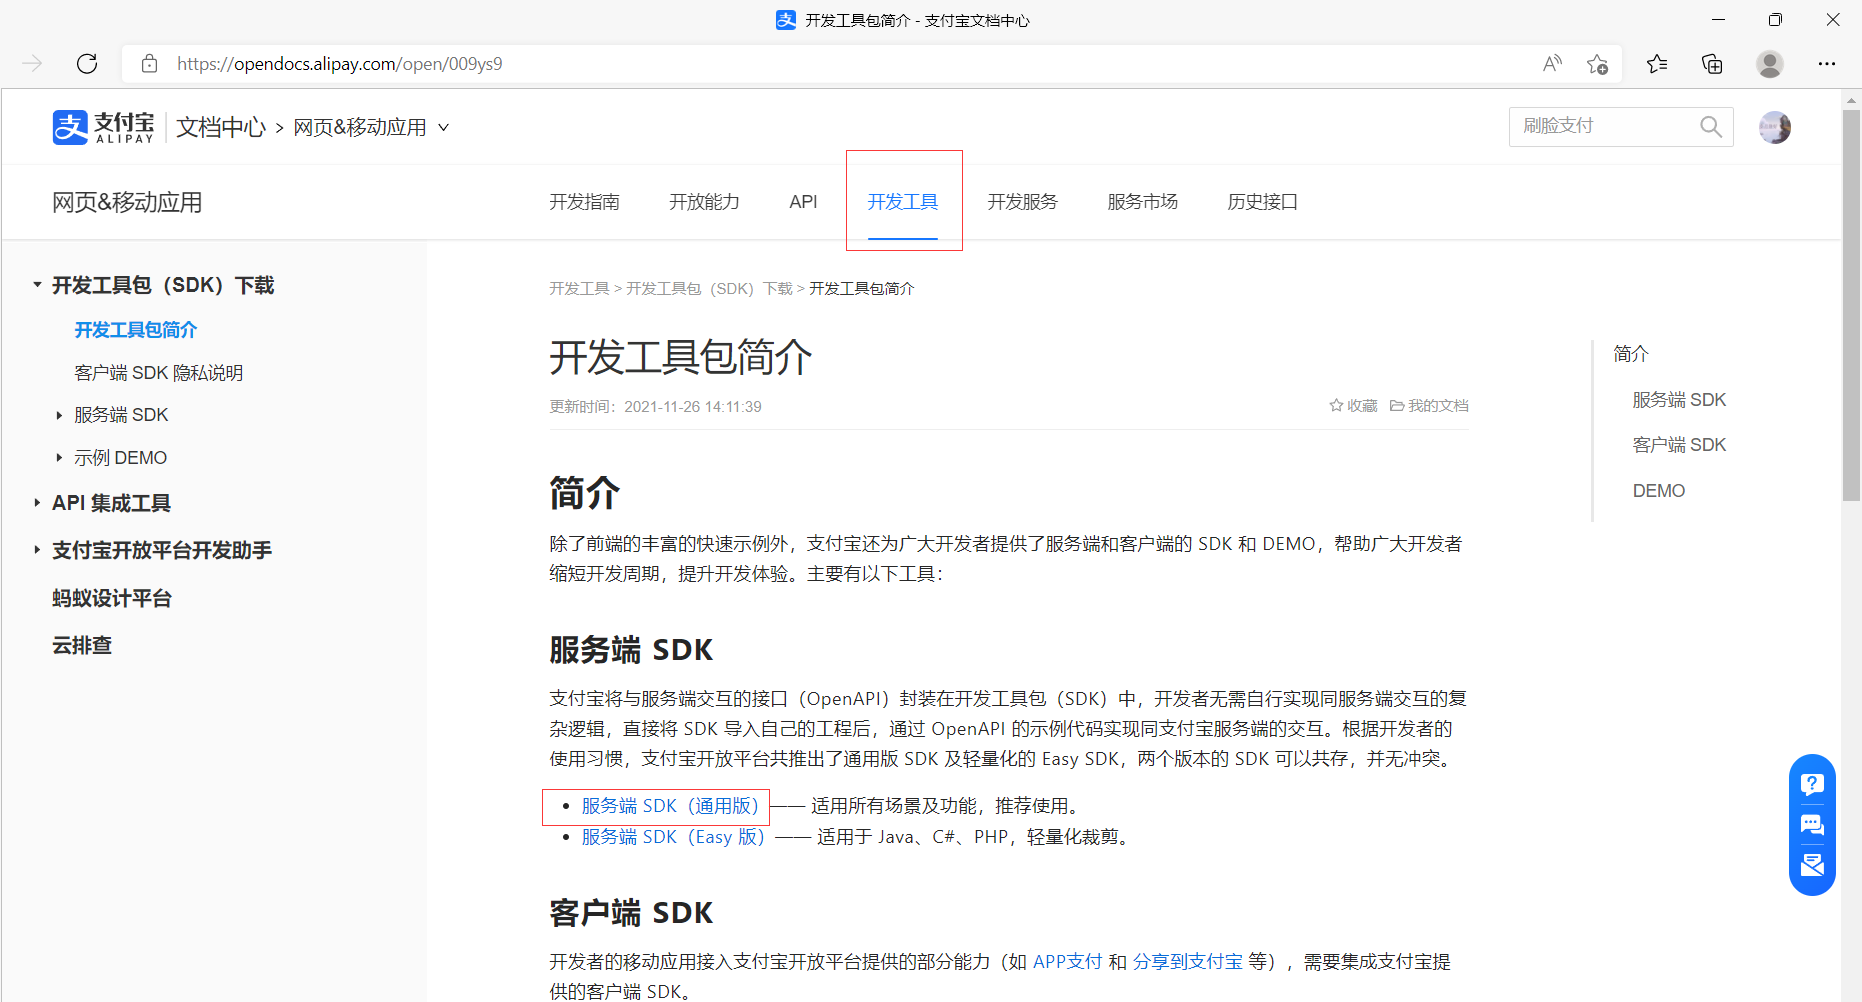 开发工具包简介 - 支付宝文档中心
https://opendocs.alipay.com/open/009ys9
支 支付宝 ALIPAY 文档中心 > 网页&移动应用
刷脸支付
网页&移动应用 开发指南 开放能力 API 开发工具 开发服务 服务市场 历史接口
开发工具包（SDK）下载
开发工具包简介
客户端 SDK 隐私说明
服务端 SDK
示例 DEMO
API 集成工具
支付宝开放平台开发助手
蚂蚁设计平台
云排查
开发工具 > 开发工具包（SDK）下载 > 开发工具包简介
开发工具包简介
更新时间：2021-11-26 14:11:39 收藏 我的文档
简介
除了前端的丰富的快速示例外，支付宝还为广大开发者提供了服务端和客户端的 SDK 和 DEMO，帮助广大开发者
缩短开发周期，提升开发体验。主要有以下工具：
服务端 SDK
支付宝将与服务端交互的接口（OpenAPI）封装在开发工具包（SDK）中，开发者无需自行实现同服务端交互的复
杂逻辑，直接将 SDK 导入自己的工程后，通过 OpenAPI 的示例代码实现同支付宝服务端的交互。根据开发者的
使用习惯，支付宝开放平台共推出了通用版 SDK 及轻量化的 Easy SDK，两个版本的 SDK 可以共存，并无冲突。
• 服务端 SDK（通用版）—— 适用所有场景及功能，推荐使用。
• 服务端 SDK（Easy 版）—— 适用于 Java、C#、PHP，轻量化裁剪。
客户端 SDK
开发者的移动应用接入支付宝开放平台提供的部分能力（如 APP支付 和 分享到支付宝 等），需要集成支付宝提
供的客户端 SDK。
简介
服务端 SDK
客户端 SDK
DEMO